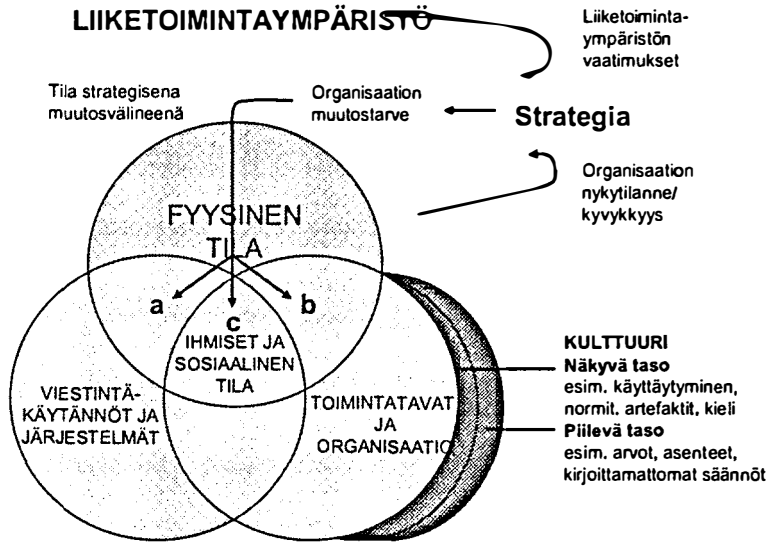 LIIKETOIMINTAYMPÄRISTÖ
Liiketoiminta-
ympäristön
vaatimukset
Tila strategisena
muutosvälineenä
Organisaation
muutostarve
Strategia
Organisaation
nykytilanne/
kyvykkyys
FYYSINEN
TILA
a
b
c
IHMISET JA
SOSIAALINEN
TILA
VIESTINTÄ-
KÄYTÄNNÖT JA
JÄRJESTELMÄT
TOIMINTATAVAT
JA
ORGANISAATIO
KULTTUURI
Näkyvä taso
esim. käyttäytyminen,
normit. artefaktit, kieli
Piilevä taso
esim. arvot, asenteet,
kirjoittamattomat säännöt